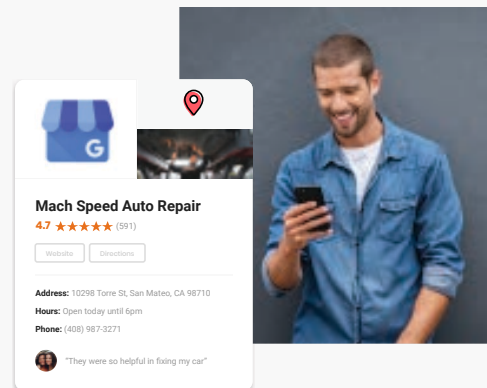 G
Mach Speed Auto Repair
4.7 ★★★★★ (591)
Website Directions
Address: 10298 Torre St, San Mateo, CA 98710
Hours: Open today until 6pm
Phone: (408) 987-3271
"They were so helpful in fixing my car"